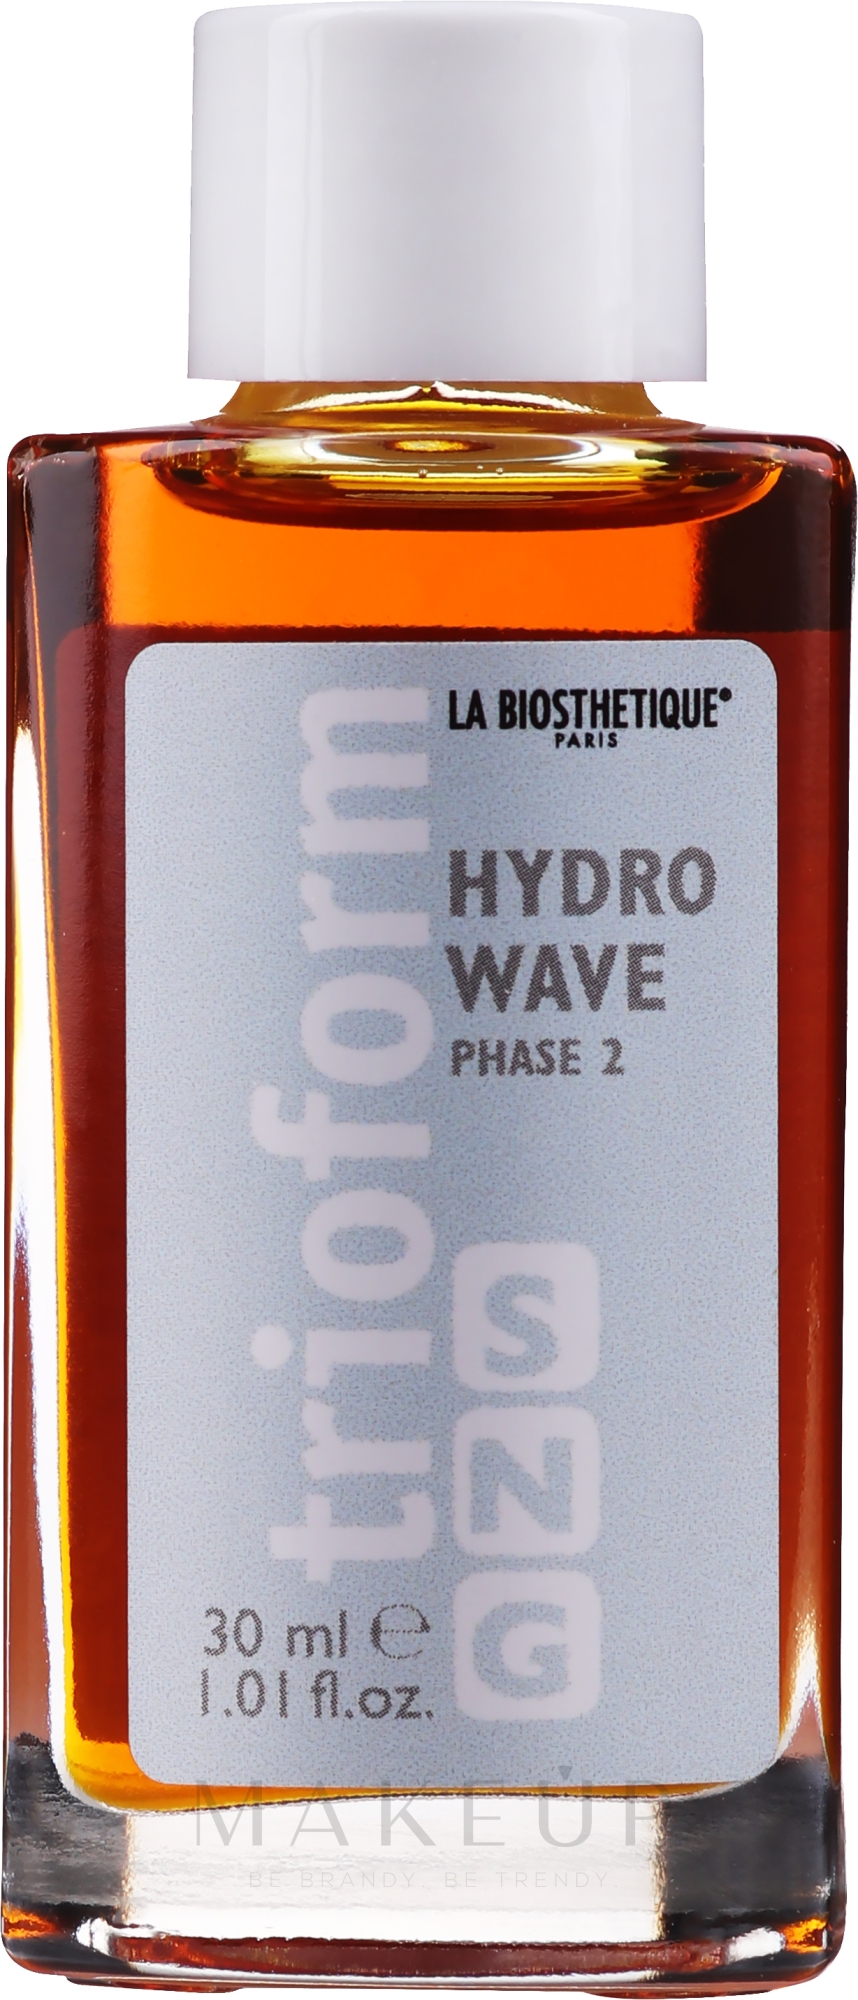 LA BIOSTHETIQUE
PARIS
trioform
HYDRO
WAVE
PHASE 2
S
N
G
30 ml e
1.01 fl.oz.
MAKEUP
BE BRANDY. BE TRENDY.